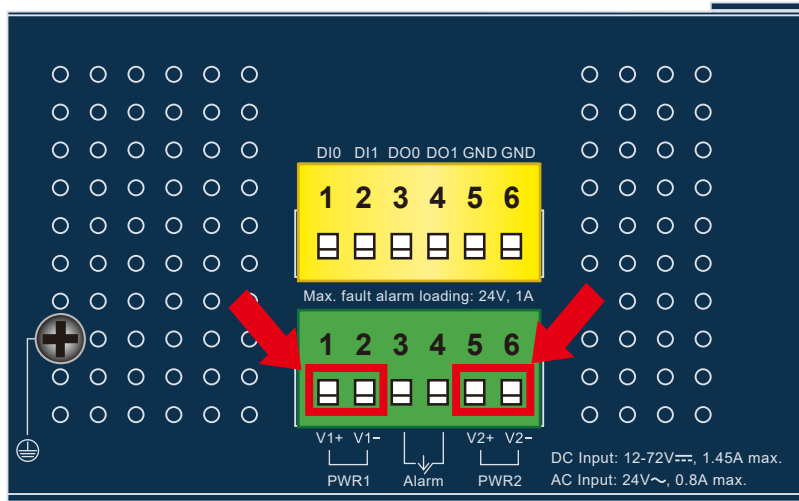 DI0 DI1 DO0 DO1 GND GND
1 2 3 4 5 6
Max. fault alarm loading: 24V, 1A
1 2 3 4 5 6
V1+ V1− V2+ V2−
PWR1 Alarm PWR2
DC Input: 12-72V⎓, 1.45A max.
AC Input: 24V∼, 0.8A max.